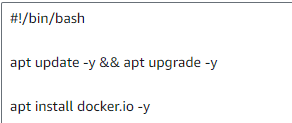 #!/bin/bash
apt update -y && apt upgrade -y
apt install docker.io -y